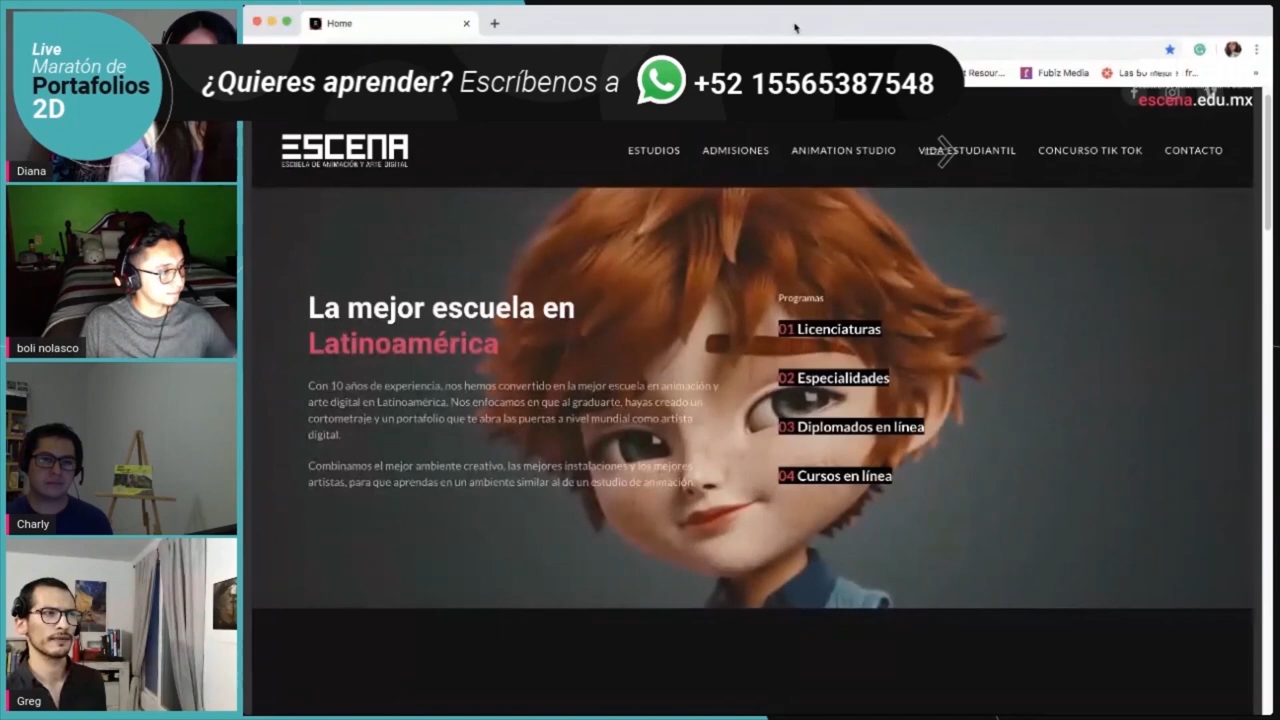 Live
Maratón de
Portafolios
2D
¿Quieres aprender? Escríbenos a +52 15565387548
Home
Fubiz Media
escena.edu.mx
ESCENA
ESCUELA DE ANIMACIÓN Y ARTE DIGITAL
ESTUDIOS
ADMISIONES
ANIMATION STUDIO
VIDA ESTUDIANTIL
CONCURSO TIK TOK
CONTACTO
La mejor escuela en
Latinoamérica
Con 10 años de experiencia, nos hemos convertido en la mejor escuela en animación y
arte digital en Latinoamérica. Nos enfocamos en que al graduarte, hayas creado un
cortometraje y un portafolio que te abra las puertas a nivel mundial como artista
digital.
Combinamos el mejor ambiente creativo, las mejores instalaciones y los mejores
artistas, para que aprendas en un ambiente similar al de un estudio de animación.
Programas
01 Licenciaturas
02 Especialidades
03 Diplomados en línea
04 Cursos en línea
Diana
boli nolasco
Charly
Greg